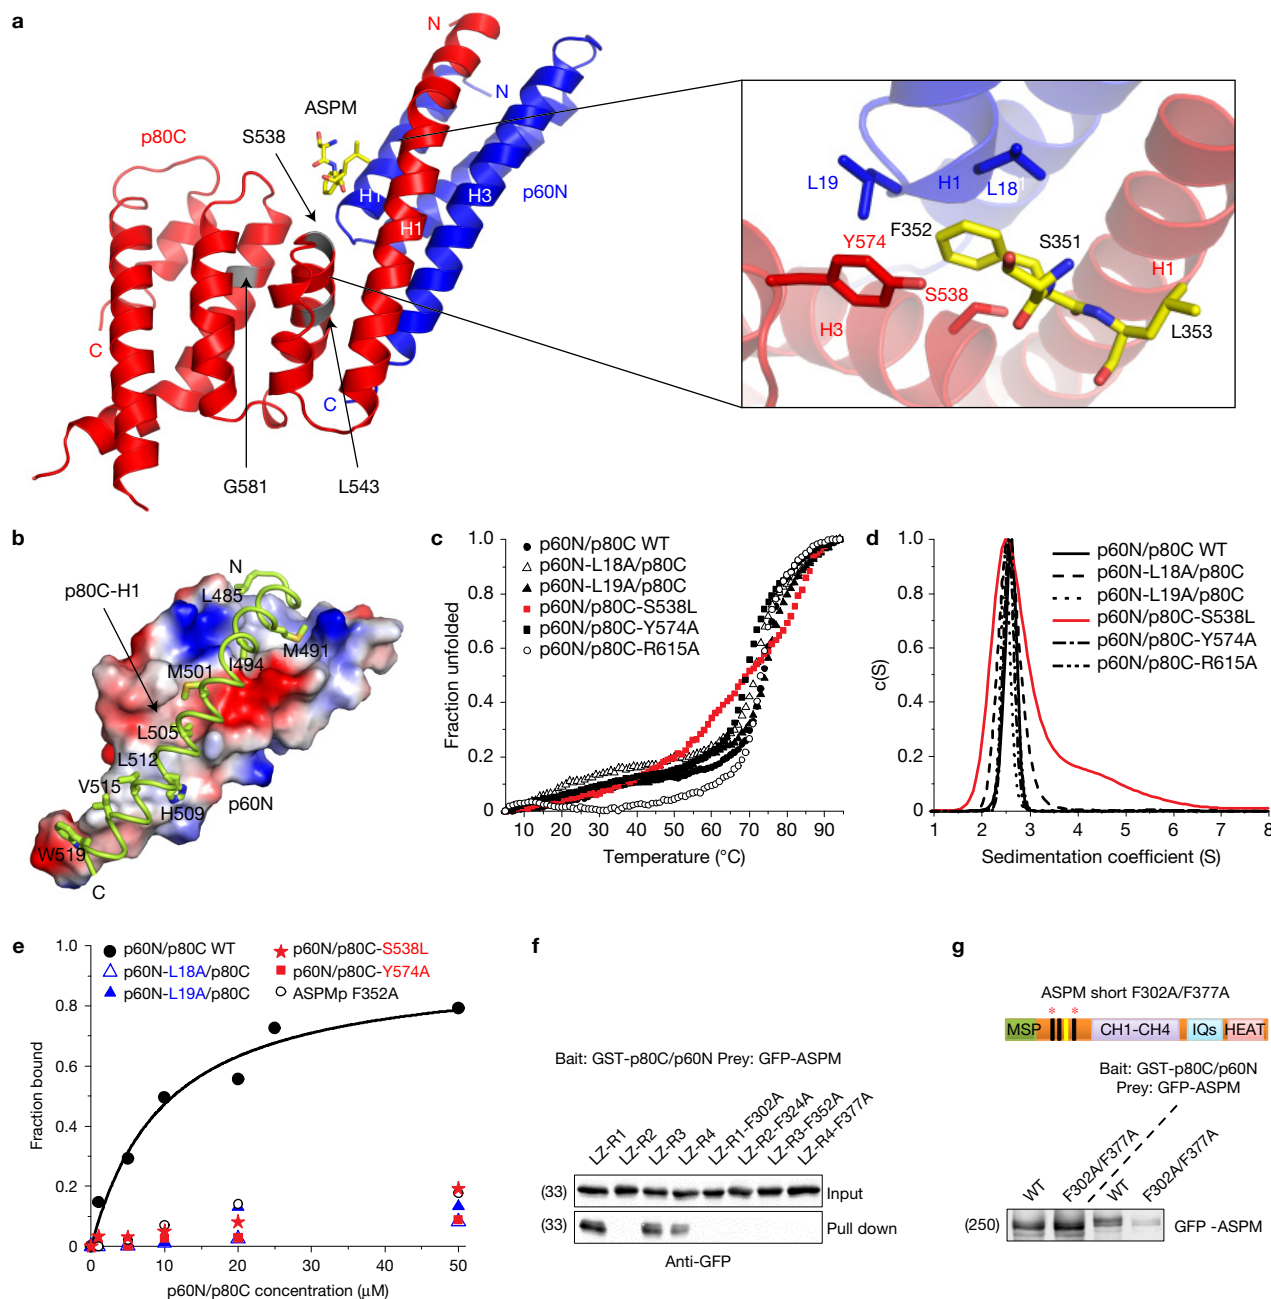 a
N
N
ASPM
p80C
S538
H1
H3
p60N
H1
C
C
G581
L543
L19
H1
L18
F352
Y574
S351
H1
S538
H3
L353
b
N
p80C-H1
L485
M491
I494
M501
L505
L512
V515
H509
p60N
W519
C
c
p60N/p80C WT
p60N-L18A/p80C
p60N-L19A/p80C
p60N/p80C-S538L
p60N/p80C-Y574A
p60N/p80C-R615A
Fraction unfolded
1.0
0.8
0.6
0.4
0.2
0
10 20 30 40 50 60 70 80 90
Temperature (°C)
d
p60N/p80C WT
p60N-L18A/p80C
p60N-L19A/p80C
p60N/p80C-S538L
p60N/p80C-Y574A
p60N/p80C-R615A
c(S)
1.0
0.8
0.6
0.4
0.2
0
1 2 3 4 5 6 7 8
Sedimentation coefficient (S)
e
p60N/p80C WT
p60N-L18A/p80C
p60N-L19A/p80C
p60N/p80C-S538L
p60N/p80C-Y574A
ASPMp F352A
Fraction bound
1.0
0.8
0.6
0.4
0.2
0
0 10 20 30 40 50
p60N/p80C concentration (μM)
f
Bait: GST-p80C/p60N Prey: GFP-ASPM
LZ-R1
LZ-R2
LZ-R3
LZ-R4
LZ-R1-F302A
LZ-R2-F324A
LZ-R3-F352A
LZ-R4-F377A
(33)
Input
(33)
Pull down
Anti-GFP
g
ASPM short F302A/F377A
* *
MSP CH1-CH4 IQs HEAT
Bait: GST-p80C/p60N
Prey: GFP-ASPM
WT
F302A/F377A
WT
F302A/F377A
(250)
GFP -ASPM